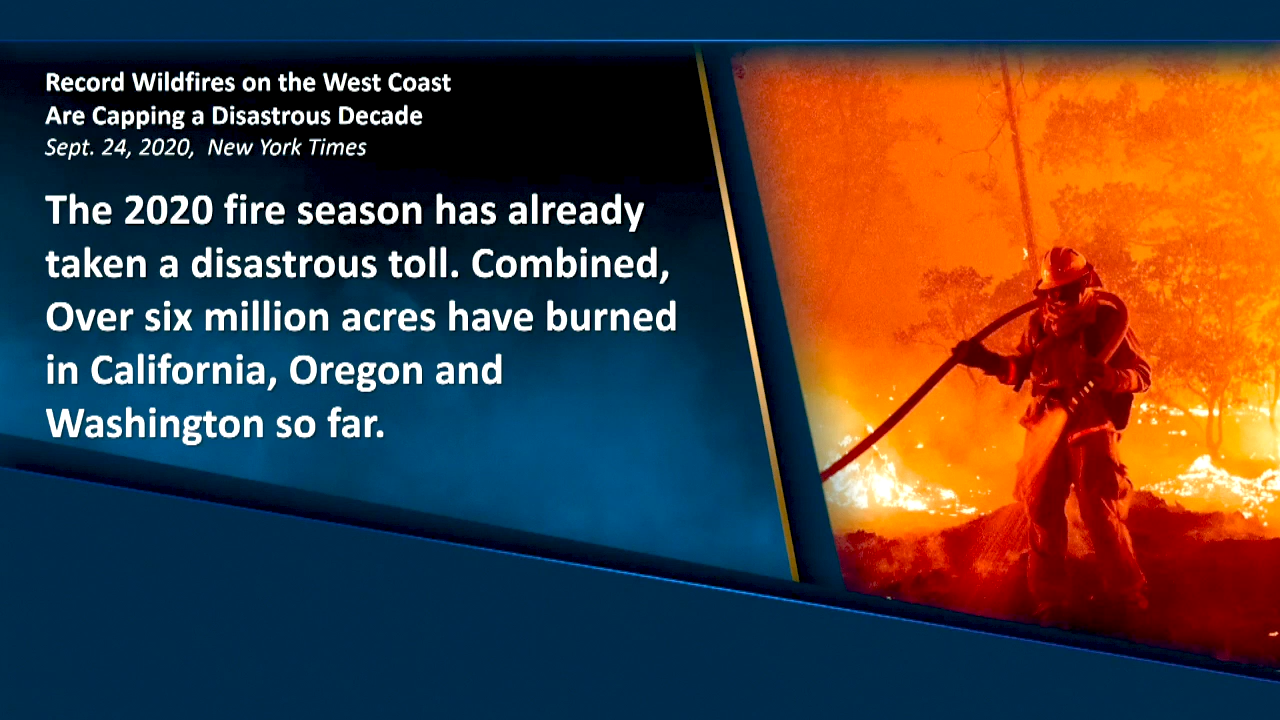 Record Wildfires on the West Coast
Are Capping a Disastrous Decade
Sept. 24, 2020, New York Times
The 2020 fire season has already
taken a disastrous toll. Combined,
Over six million acres have burned
in California, Oregon and
Washington so far.